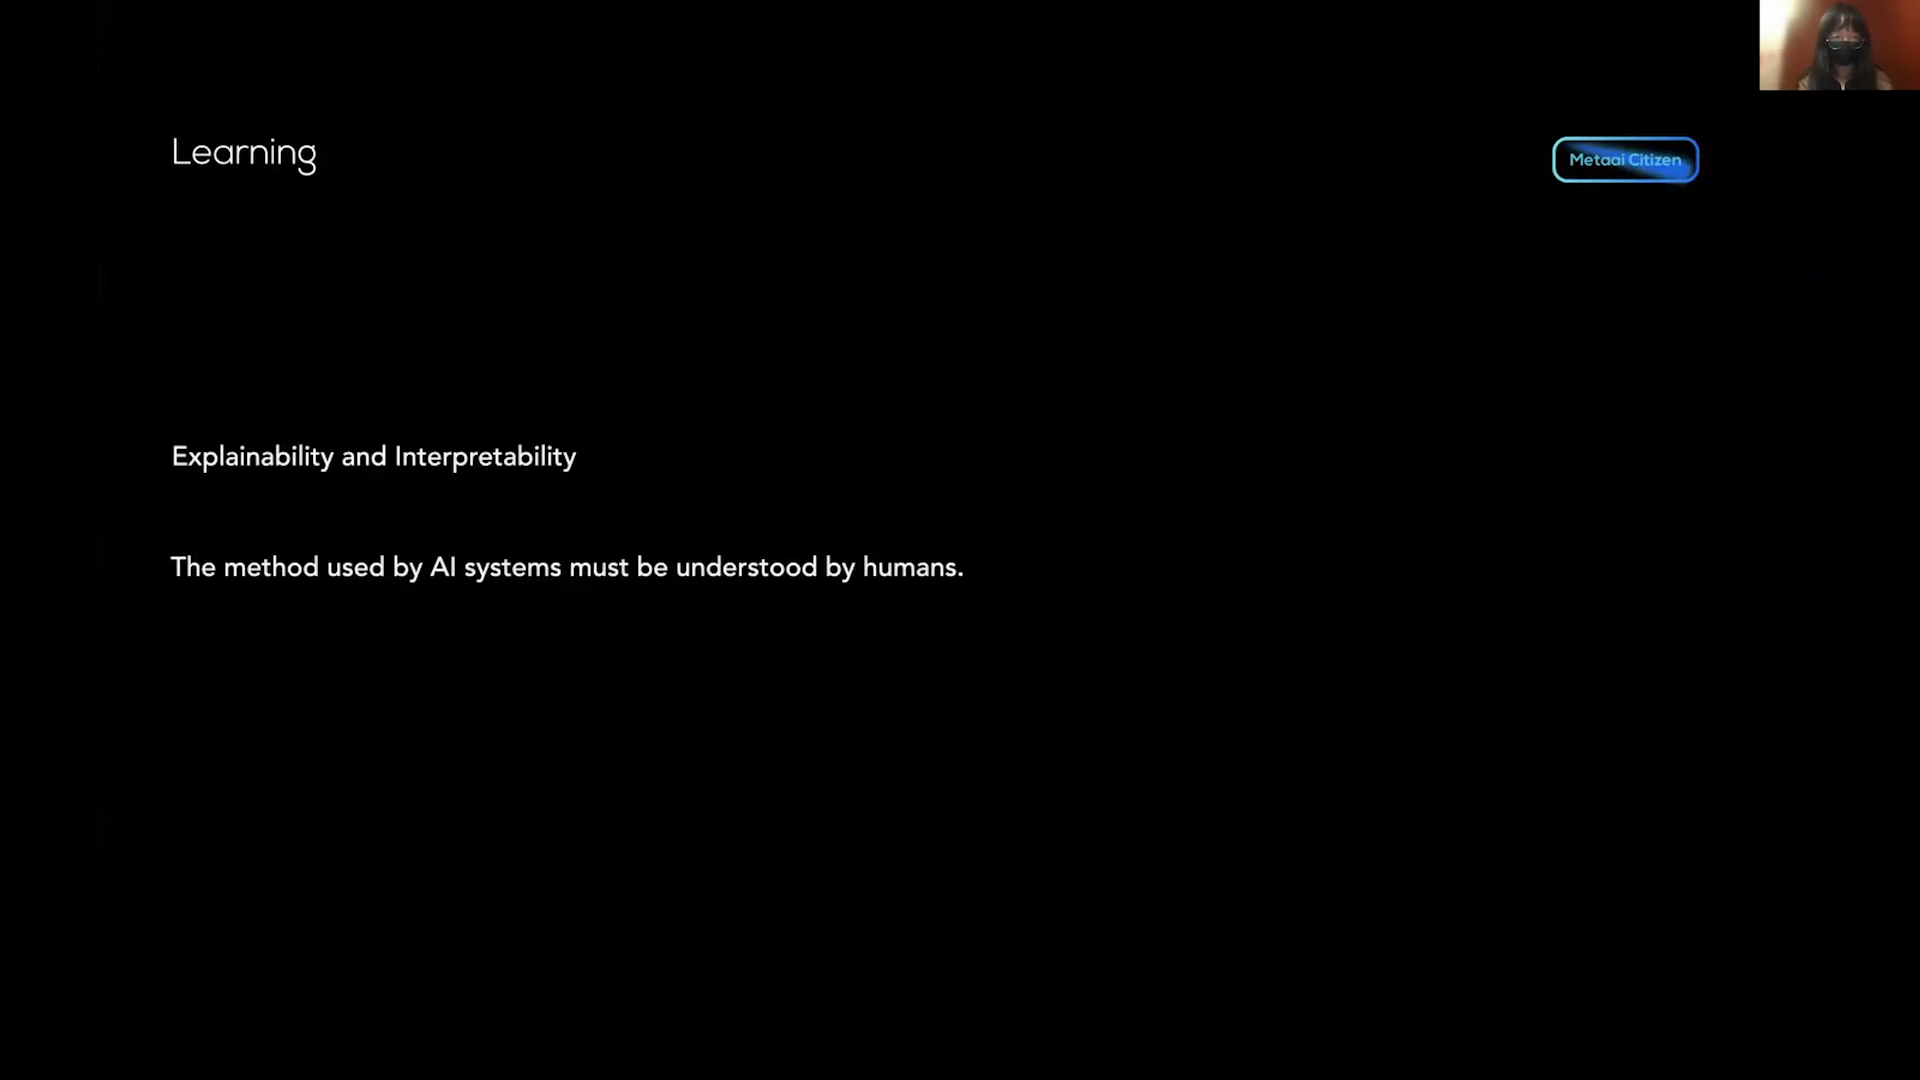 Learning
Metaai Citizen
Explainability and Interpretability
The method used by AI systems must be understood by humans.